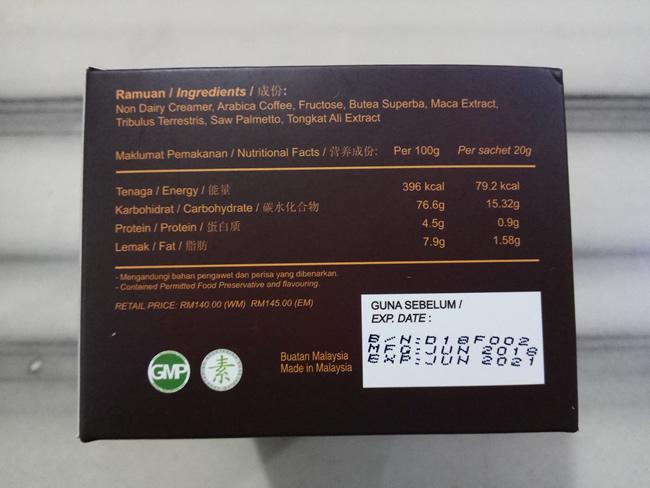 Ramuan / Ingredients / 成份:
Non Dairy Creamer, Arabica Coffee, Fructose, Butea Superba, Maca Extract,
Tribulus Terrestris, Saw Palmetto, Tongkat Ali Extract
Maklumat Pemakanan / Nutritional Facts / 营养成份: Per 100g Per sachet 20g
Tenaga / Energy / 能量 396 kcal 79.2 kcal
Karbohidrat / Carbohydrate / 碳水化合物 76.6g 15.32g
Protein / Protein / 蛋白质 4.5g 0.9g
Lemak / Fat / 脂肪 7.9g 1.58g
- Mengandungi bahan pengawet dan perisa yang dibenarkan.
- Contained Permitted Food Preservative and flavouring.
RETAIL PRICE: RM140.00 (WM) RM145.00 (EM)
GUNA SEBELUM /
EXP. DATE :
B/N:D18F002
MFG:JUN 2018
EXP:JUN 2021
GMP
素
Buatan Malaysia
Made in Malaysia